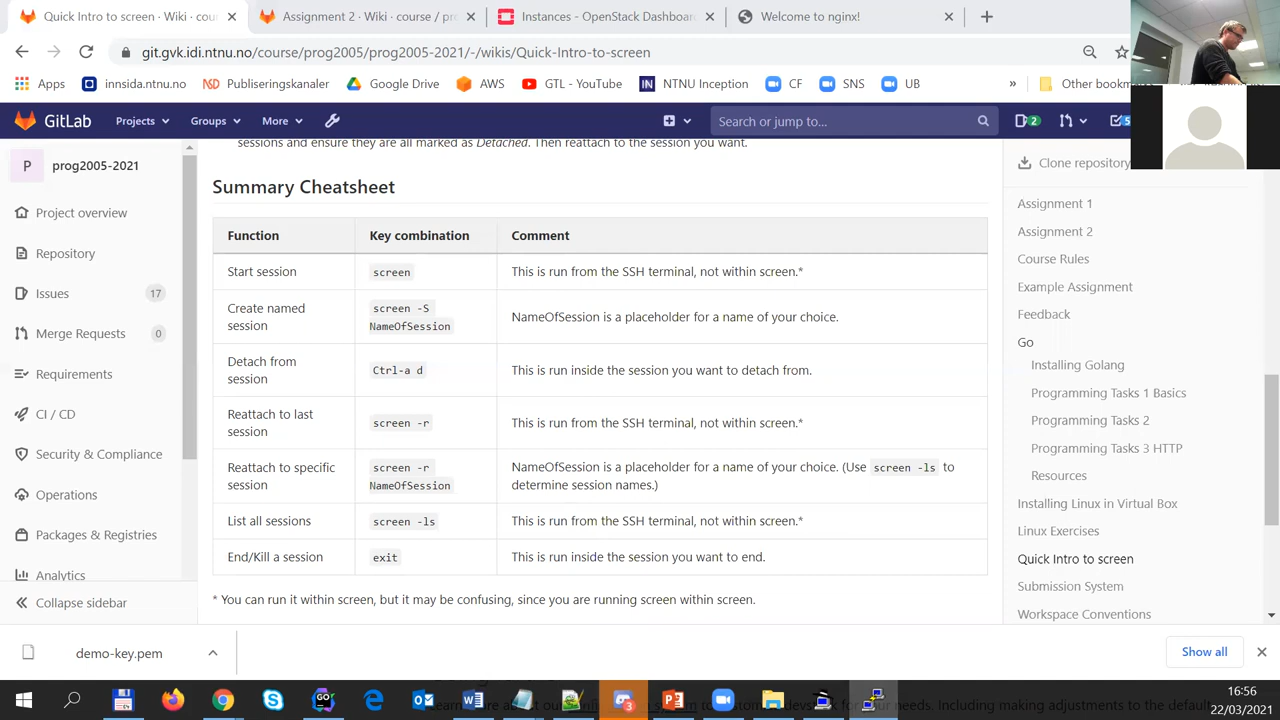 Quick Intro to screen · Wiki · cou
Assignment 2 · Wiki · course / pro
Instances - OpenStack Dashboar
Welcome to nginx!
git.gvk.idi.ntnu.no/course/prog2005/prog2005-2021/-/wikis/Quick-Intro-to-screen
Apps
innsida.ntnu.no
Publiseringskanaler
Google Drive
AWS
GTL - YouTube
NTNU Inception
CF
SNS
UB
»
Other bookm
GitLab
Projects
Groups
More
Search or jump to...
2
5
P
prog2005-2021
Project overview
Repository
Issues
17
Merge Requests
0
Requirements
CI / CD
Security & Compliance
Operations
Packages & Registries
Analytics
Collapse sidebar
sessions and ensure they are all marked as Detached. Then reattach to the session you want.
Summary Cheatsheet
Function Key combination Comment
Start session screen This is run from the SSH terminal, not within screen.*
Create named session screen -S NameOfSession NameOfSession is a placeholder for a name of your choice.
Detach from session Ctrl-a d This is run inside the session you want to detach from.
Reattach to last session screen -r This is run from the SSH terminal, not within screen.*
Reattach to specific session screen -r NameOfSession NameOfSession is a placeholder for a name of your choice. (Use screen -ls to determine session names.)
List all sessions screen -ls This is run from the SSH terminal, not within screen.*
End/Kill a session exit This is run inside the session you want to end.
* You can run it within screen, but it may be confusing, since you are running screen within screen.
Clone repository
Assignment 1
Assignment 2
Course Rules
Example Assignment
Feedback
Go
Installing Golang
Programming Tasks 1 Basics
Programming Tasks 2
Programming Tasks 3 HTTP
Resources
Installing Linux in Virtual Box
Linux Exercises
Quick Intro to screen
Submission System
Workspace Conventions
demo-key.pem
Show all
16:56
22/03/2021